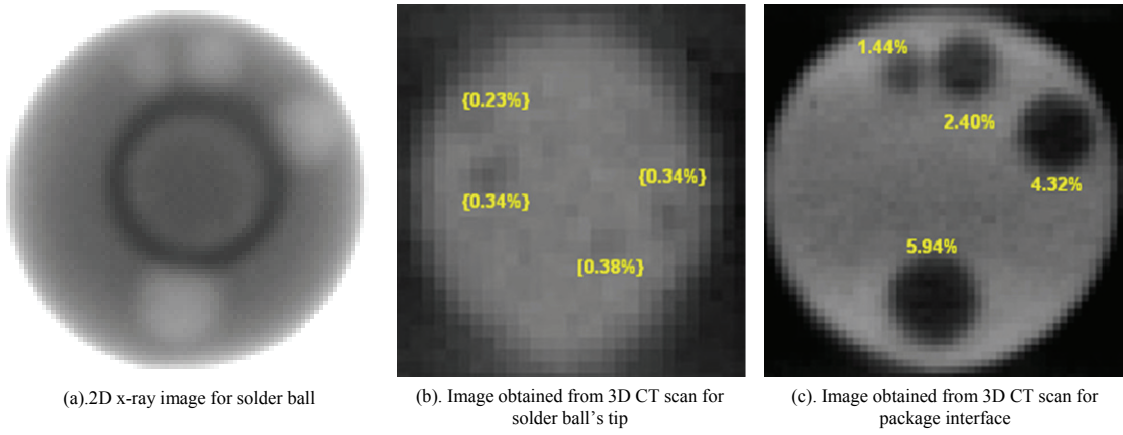 {0.23%}
{0.34%}
{0.34%}
[0.38%}
1.44%
2.40%
4.32%
5.94%
(a).2D x-ray image for solder ball
(b). Image obtained from 3D CT scan for
solder ball's tip
(c). Image obtained from 3D CT scan for
package interface